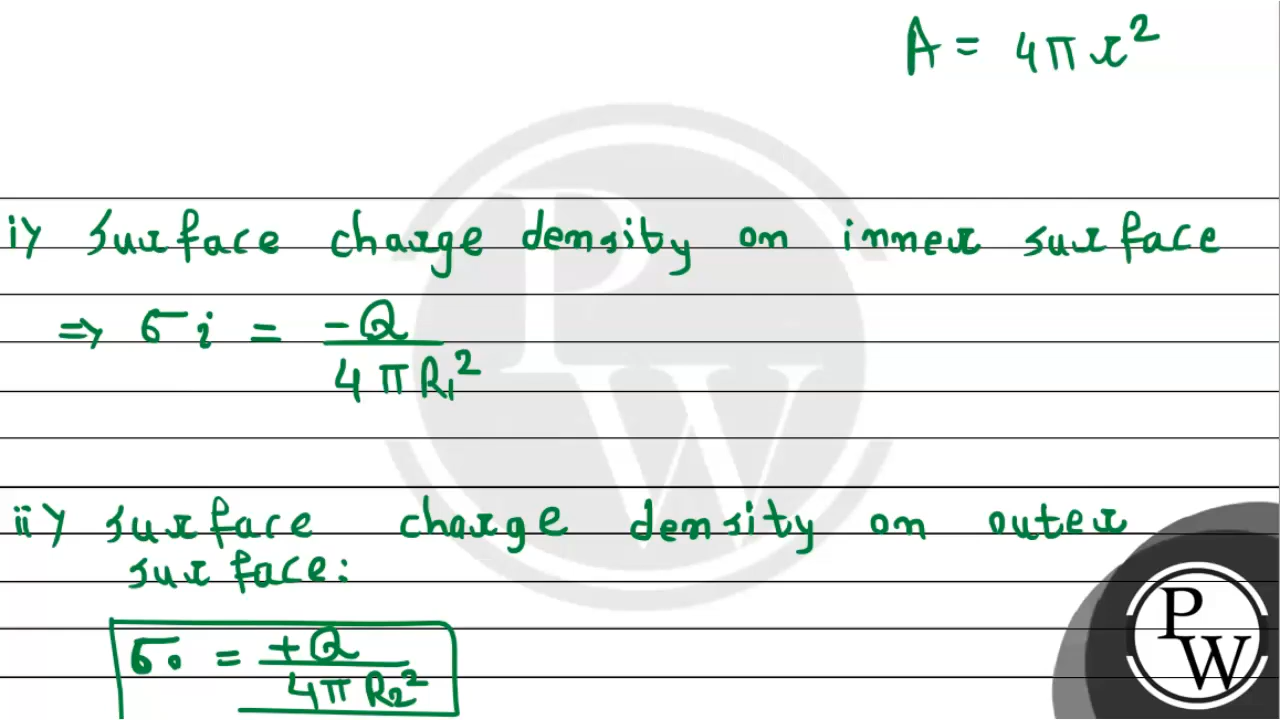 A = 4πr²
i) surface charge density on inner surface
⇒ σi = -Q / 4πR₁²
ii) surface charge density on outer
surface:
σo = +Q / 4πR₂²
PW
PW